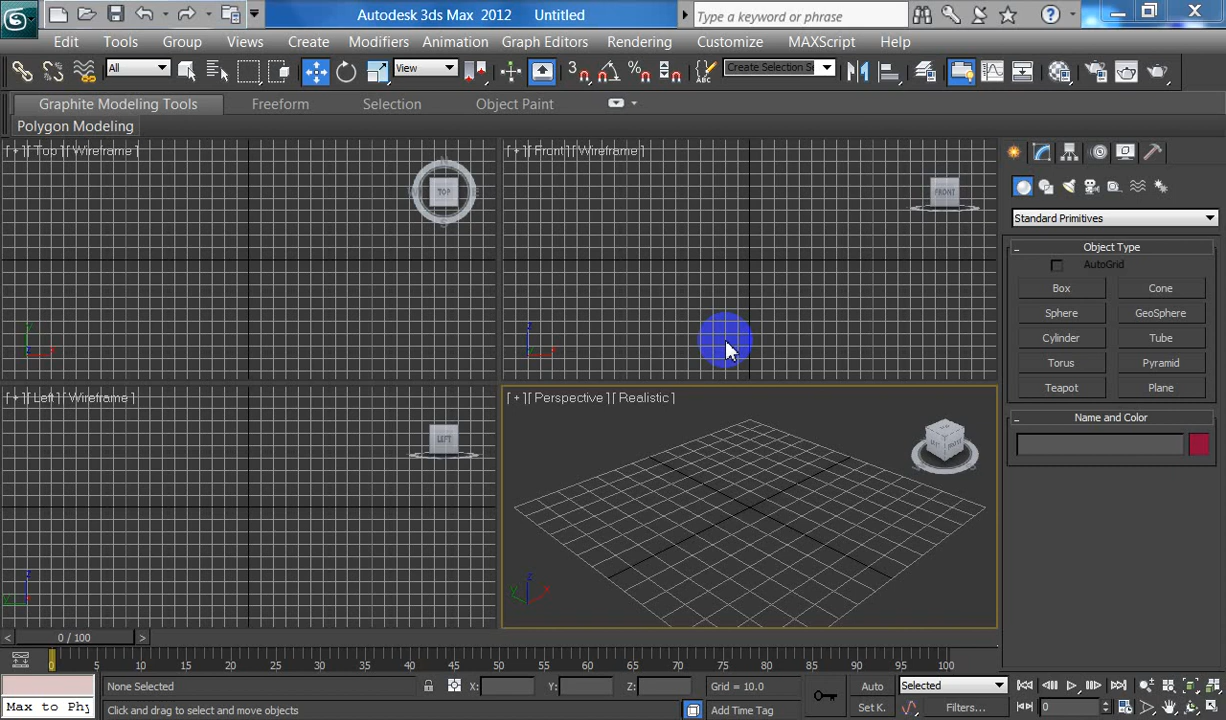 Autodesk 3ds Max 2012 Untitled
Type a keyword or phrase
Edit Tools Group Views Create Modifiers Animation Graph Editors Rendering Customize MAXScript Help
All View 3 Create Selection S
Graphite Modeling Tools Freeform Selection Object Paint
Polygon Modeling
[ + ][ Top ][ Wireframe ]
[ + ][ Front ][ Wireframe ]
TOP
FRONT
Standard Primitives
Object Type
AutoGrid
Box Cone
Sphere GeoSphere
Cylinder Tube
Torus Pyramid
Teapot Plane
Name and Color
[ + ][ Left ][ Wireframe ]
[ + ][ Perspective ][ Realistic ]
LEFT
0 / 100
0 5 10 15 20 25 30 35 40 45 50 55 60 65 70 75 80 85 90 95 100
None Selected X: Y: Z: Grid = 10.0 Auto Selected
Max to Phy Click and drag to select and move objects Add Time Tag Set K. Filters... 0